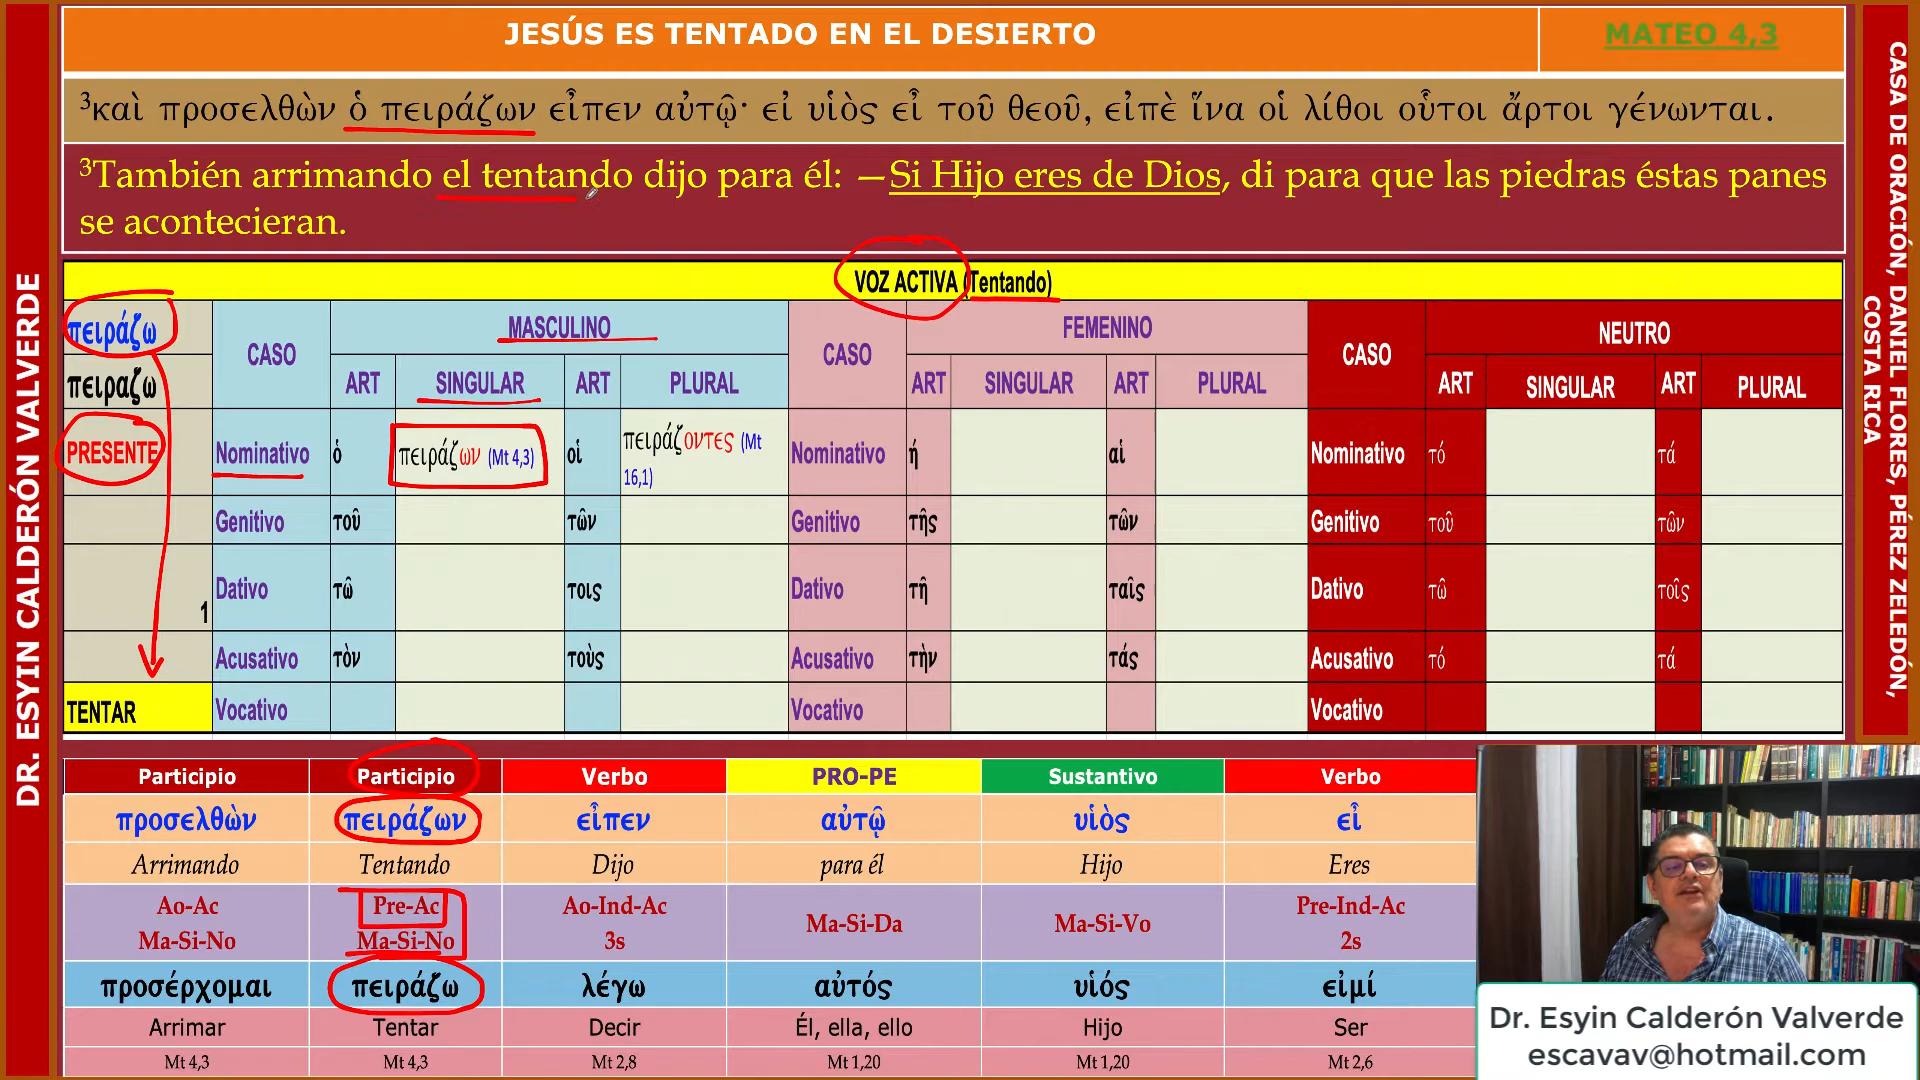 JESÚS ES TENTADO EN EL DESIERTO
MATEO 4,3
³καὶ προσελθὼν ὁ πειράζων εἶπεν αὐτῷ· εἰ υἱὸς εἶ τοῦ θεοῦ, εἰπὲ ἵνα οἱ λίθοι οὗτοι ἄρτοι γένωνται.
³También arrimando el tentando dijo para él: —Si Hijo eres de Dios, di para que las piedras éstas panes
se acontecieran.
VOZ ACTIVA (Tentando)
πειράζω CASO MASCULINO CASO FEMENINO CASO NEUTRO
πειραζω ART SINGULAR ART PLURAL ART SINGULAR ART PLURAL ART SINGULAR ART PLURAL
PRESENTE Nominativo ὁ πειράζων (Mt 4,3) οἱ πειράζοντες (Mt 16,1) Nominativo ἡ αἱ Nominativo τό τά
Genitivo τοῦ τῶν Genitivo τῆς τῶν Genitivo τοῦ τῶν
1 Dativo τῶ τοις Dativo τῆ ταῖς Dativo τῶ τοῖς
Acusativo τὸν τοὺς Acusativo τὴν τάς Acusativo τό τά
TENTAR Vocativo Vocativo Vocativo
Participio Participio Verbo PRO-PE Sustantivo Verbo
προσελθὼν πειράζων εἶπεν αὐτῷ υἱὸς εἶ
Arrimando Tentando Dijo para él Hijo Eres
Ao-Ac Pre-Ac Ao-Ind-Ac Ma-Si-Da Ma-Si-Vo Pre-Ind-Ac
Ma-Si-No Ma-Si-No 3s 2s
προσέρχομαι πειράζω λέγω αὐτός υἱός εἰμί
Arrimar Tentar Decir Él, ella, ello Hijo Ser
Mt 4,3 Mt 4,3 Mt 2,8 Mt 1,20 Mt 1,20 Mt 2,6
DR. ESYIN CALDERÓN VALVERDE
CASA DE ORACIÓN, DANIEL FLORES, PÉREZ ZELEDÓN,
COSTA RICA
Dr. Esyin Calderón Valverde
escavav@hotmail.com